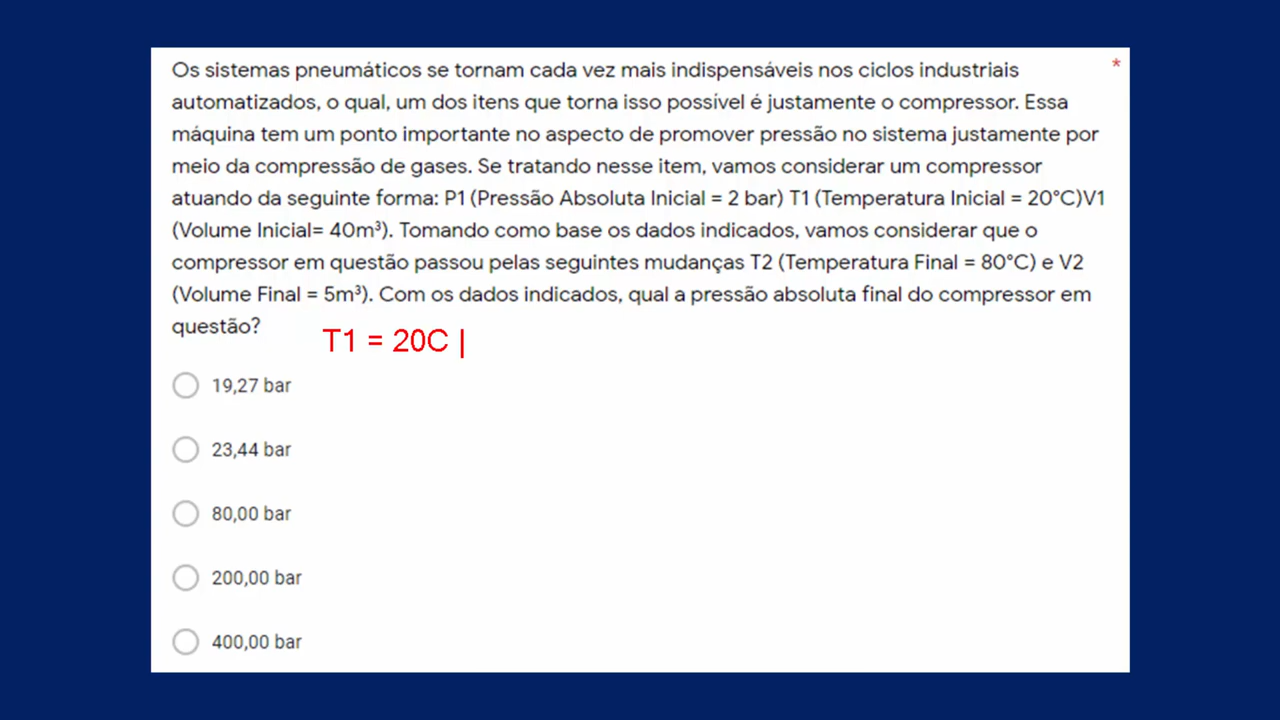 Os sistemas pneumáticos se tornam cada vez mais indispensáveis nos ciclos industriais *
automatizados, o qual, um dos itens que torna isso possível é justamente o compressor. Essa
máquina tem um ponto importante no aspecto de promover pressão no sistema justamente por
meio da compressão de gases. Se tratando nesse item, vamos considerar um compressor
atuando da seguinte forma: P1 (Pressão Absoluta Inicial = 2 bar) T1 (Temperatura Inicial = 20°C)V1
(Volume Inicial= 40m³). Tomando como base os dados indicados, vamos considerar que o
compressor em questão passou pelas seguintes mudanças T2 (Temperatura Final = 80°C) e V2
(Volume Final = 5m³). Com os dados indicados, qual a pressão absoluta final do compressor em
questão?
T1 = 20C |
19,27 bar
23,44 bar
80,00 bar
200,00 bar
400,00 bar